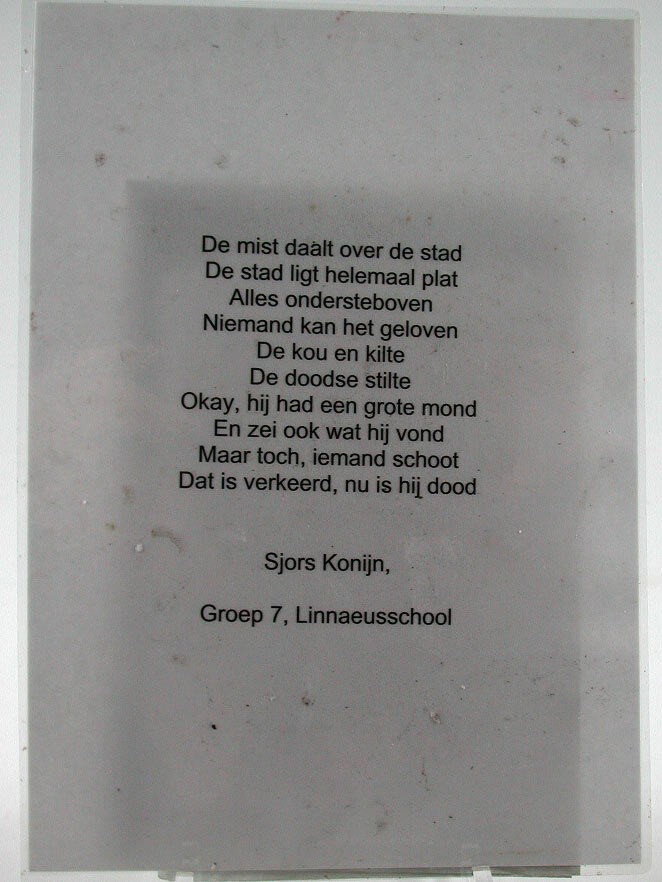 De mist daalt over de stad
De stad ligt helemaal plat
Alles ondersteboven
Niemand kan het geloven
De kou en kilte
De doodse stilte
Okay, hij had een grote mond
En zei ook wat hij vond
Maar toch, iemand schoot
Dat is verkeerd, nu is hij dood
Sjors Konijn,
Groep 7, Linnaeusschool